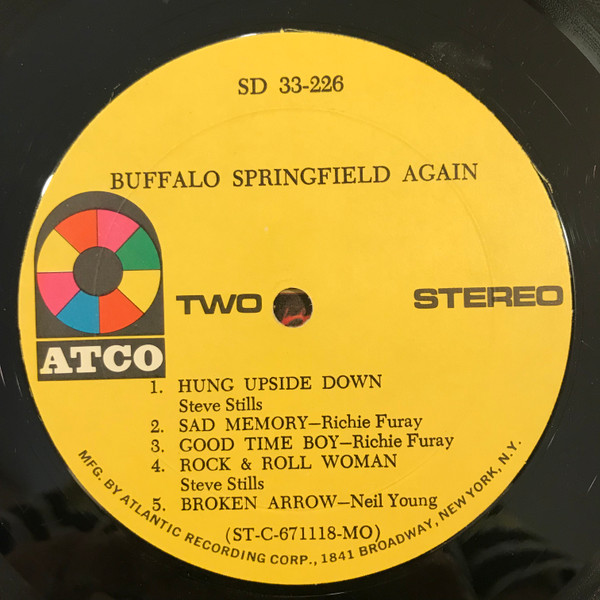 SD 33-226
BUFFALO SPRINGFIELD AGAIN
ATCO
TWO
STEREO
1. HUNG UPSIDE DOWN
Steve Stills
2. SAD MEMORY—Richie Furay
3. GOOD TIME BOY—Richie Furay
4. ROCK & ROLL WOMAN
Steve Stills
5. BROKEN ARROW—Neil Young
(ST-C-671118-MO)
MFG. BY ATLANTIC RECORDING CORP., 1841 BROADWAY, NEW YORK, N.Y.